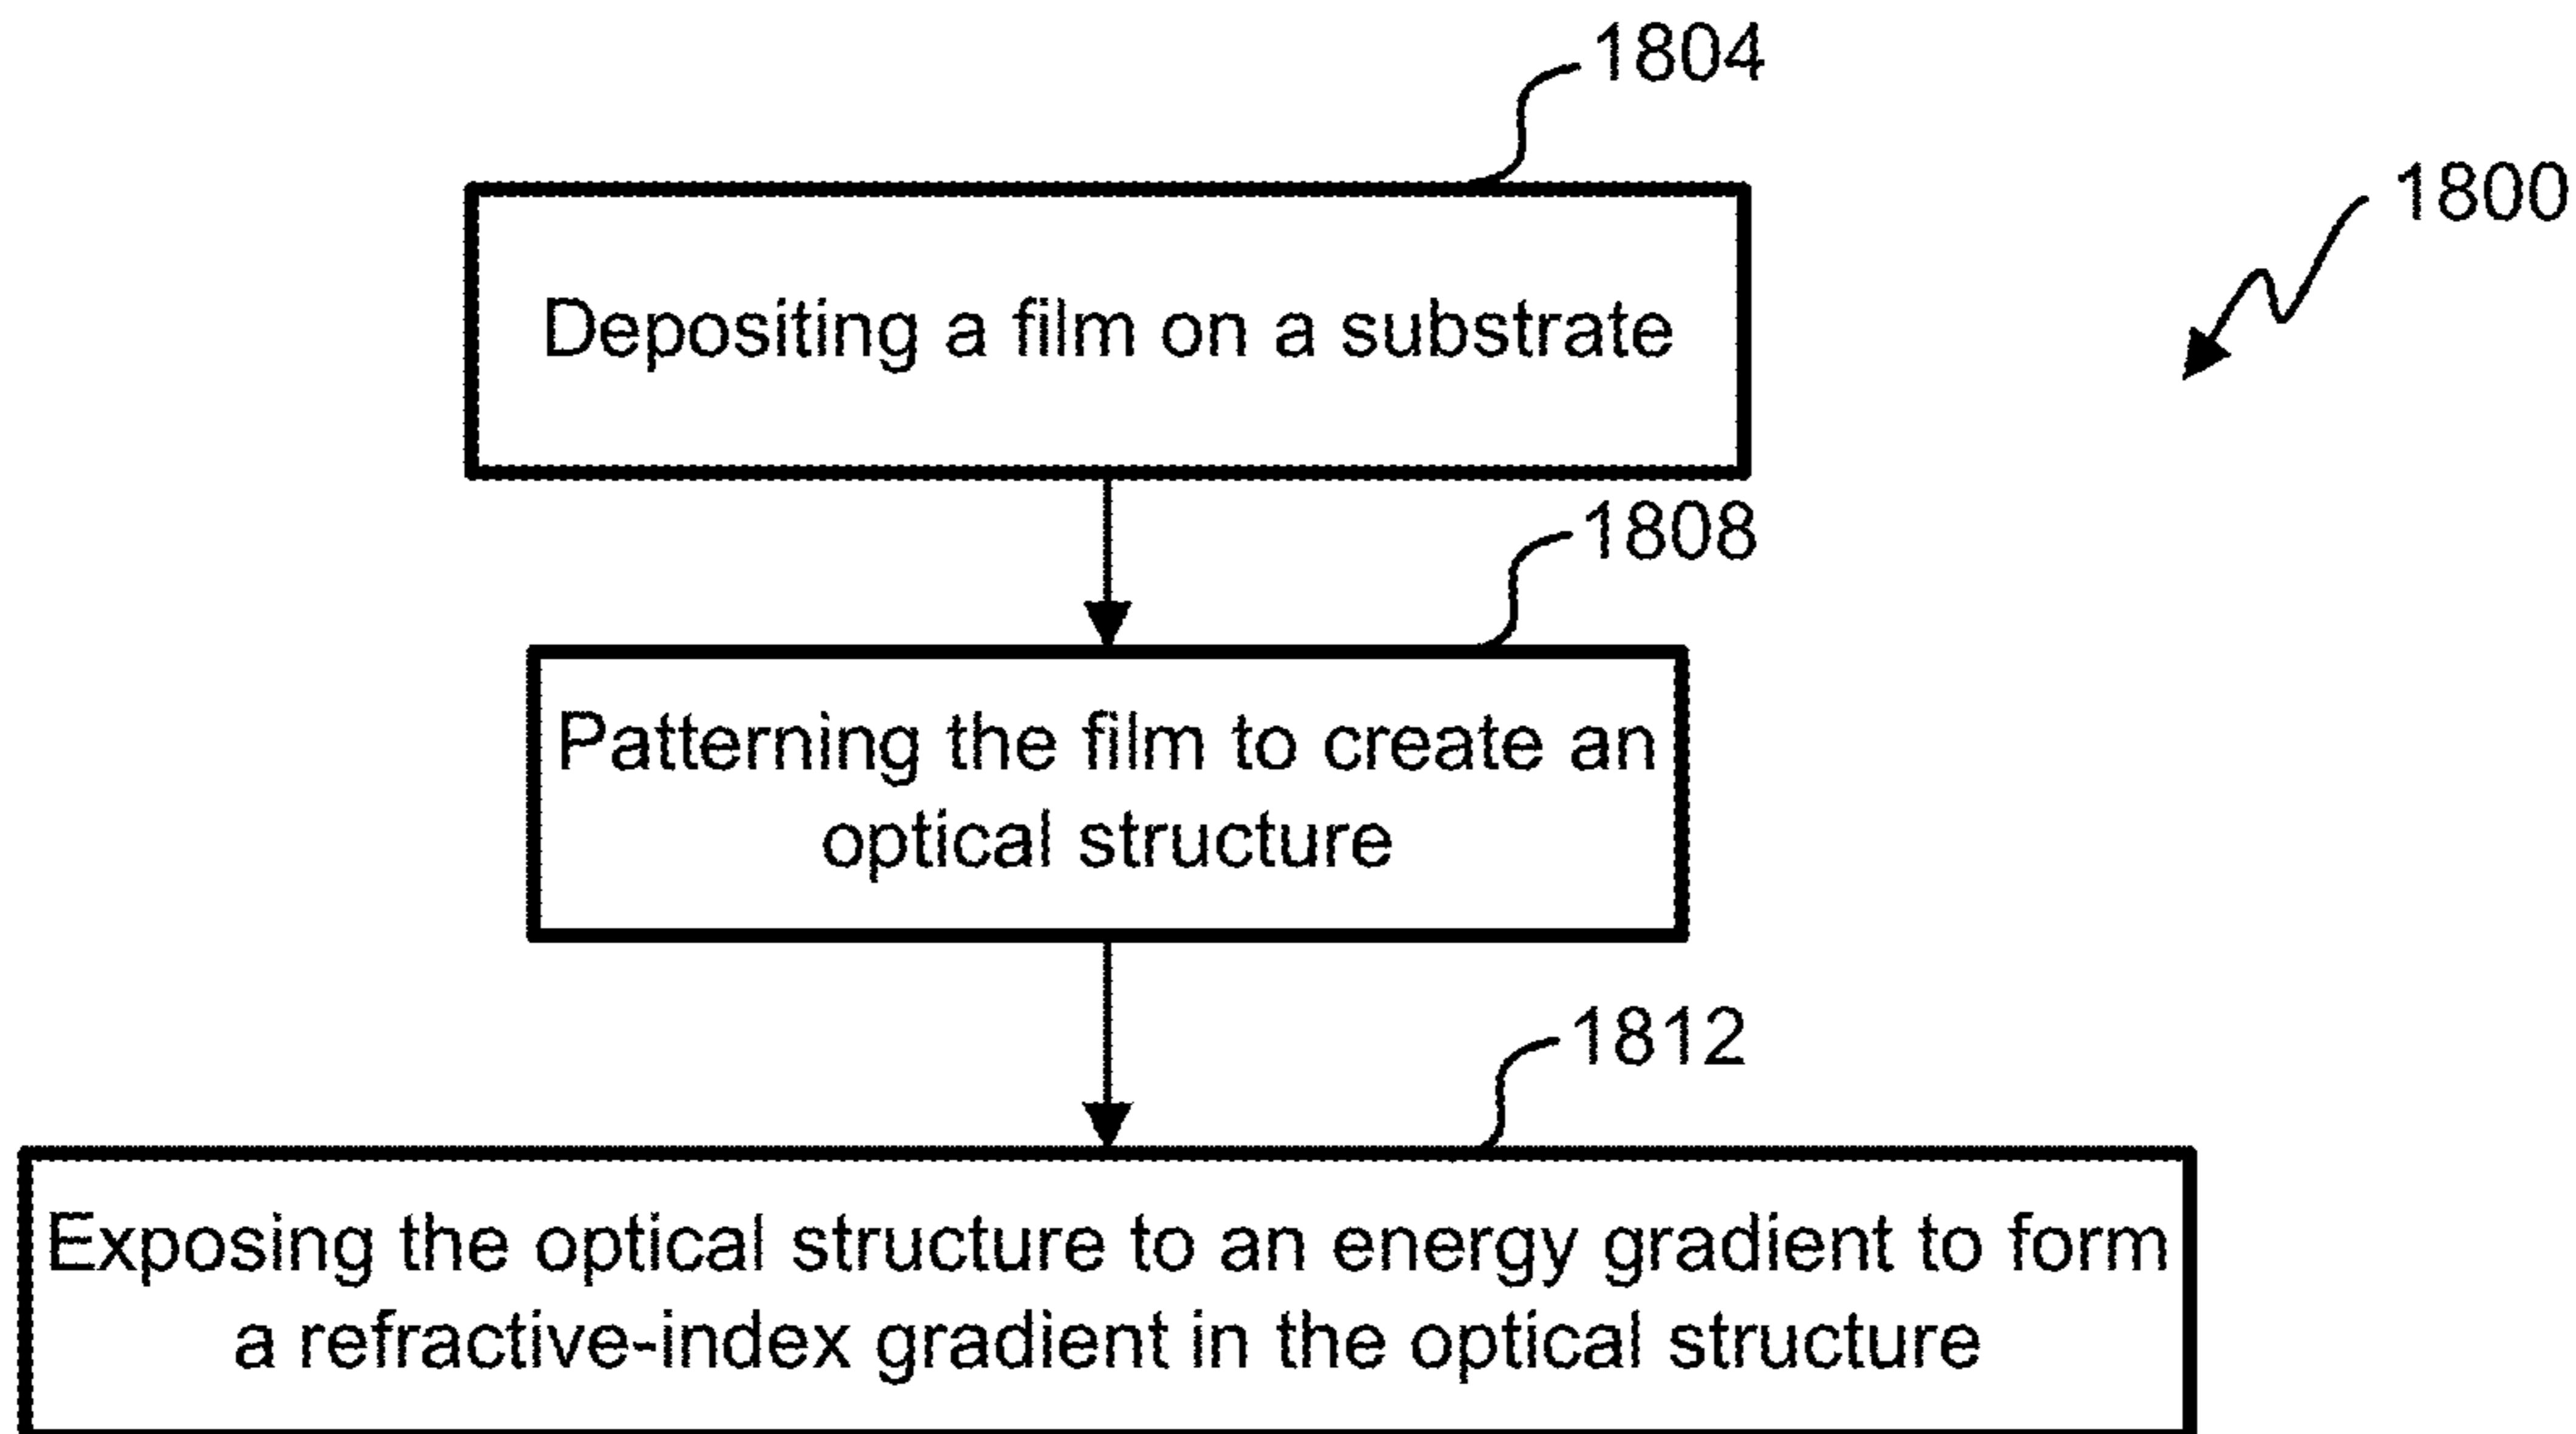 1804
1800
Depositing a film on a substrate
1808
Patterning the film to create an
optical structure
1812
Exposing the optical structure to an energy gradient to form
a refractive-index gradient in the optical structure